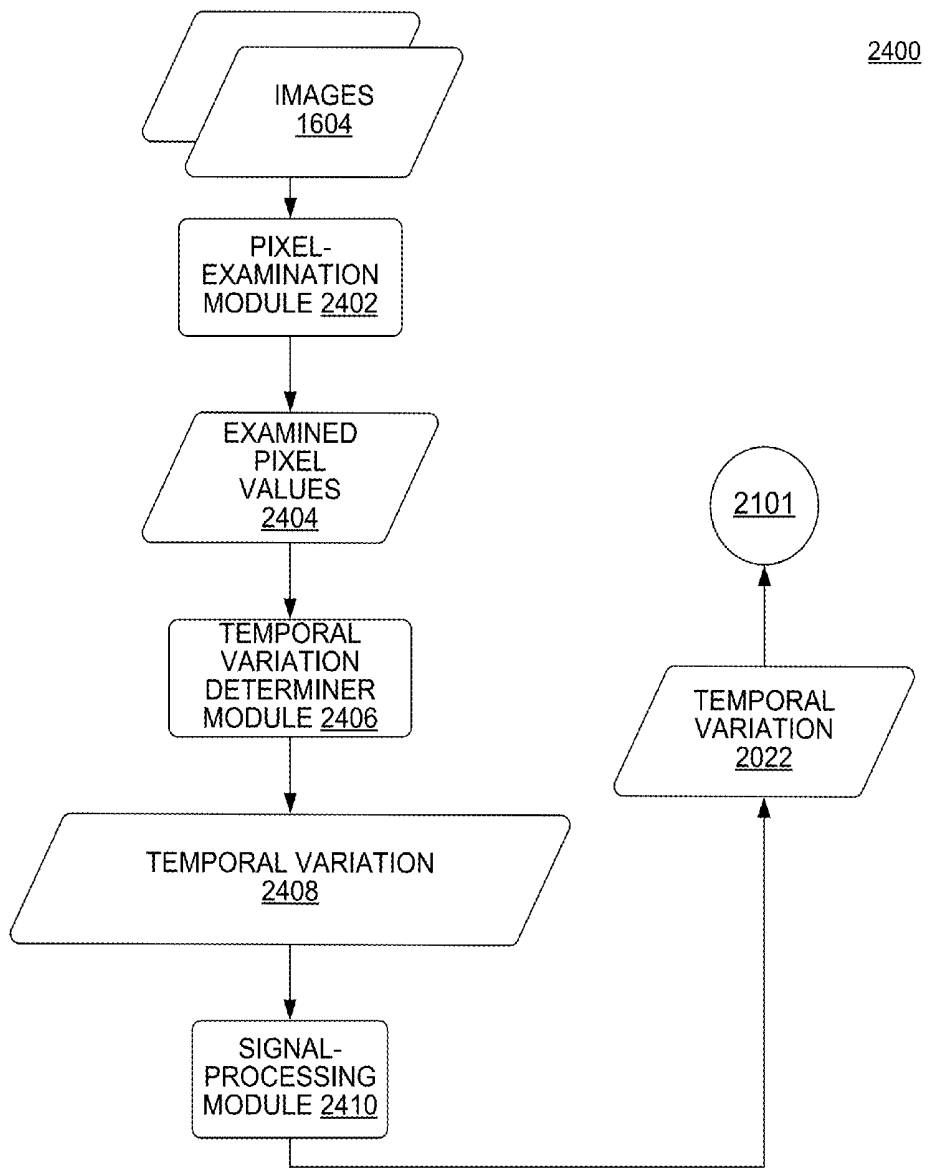 2400
IMAGES
1604
PIXEL-
EXAMINATION
MODULE 2402
EXAMINED
PIXEL
VALUES
2404
TEMPORAL
VARIATION
DETERMINER
MODULE 2406
TEMPORAL VARIATION
2408
SIGNAL-
PROCESSING
MODULE 2410
TEMPORAL
VARIATION
2022
2101